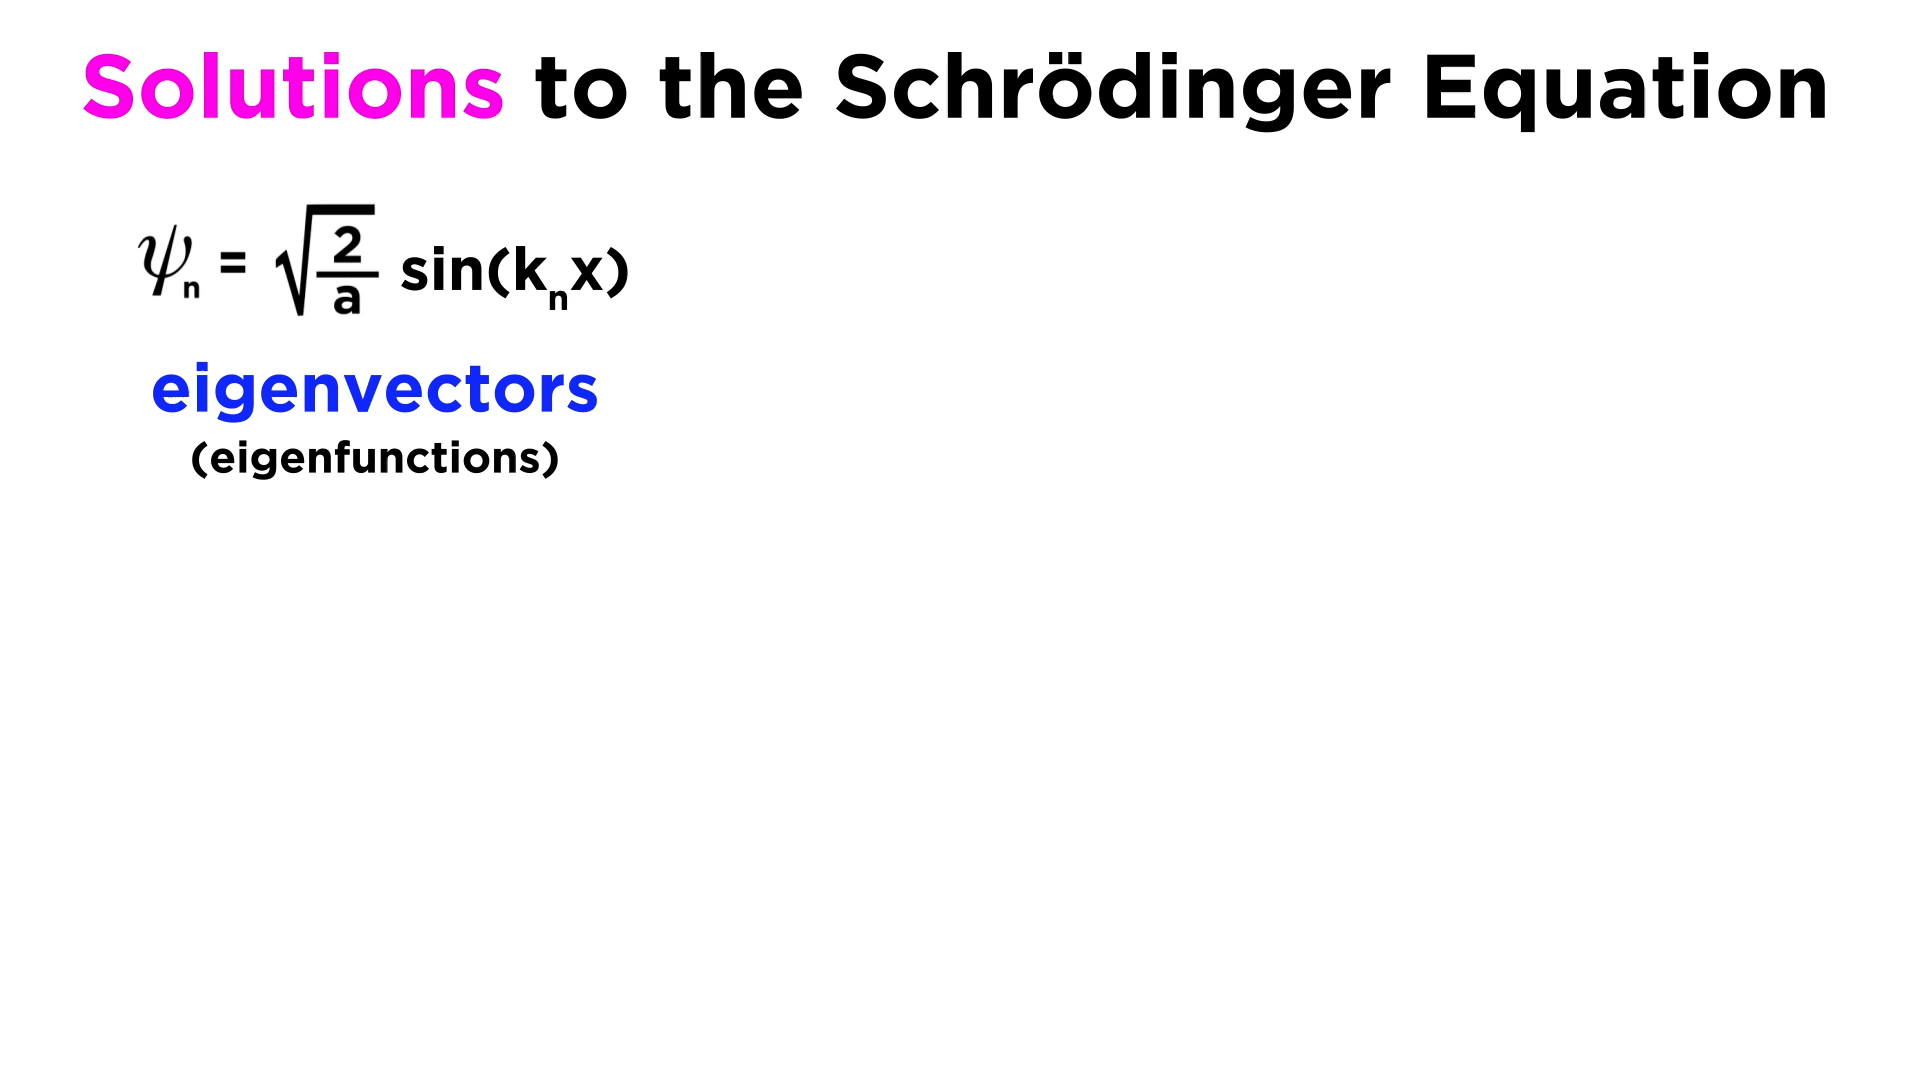 Solutions to the Schrödinger Equation
ψₙ = √(2/a) sin(kₙx)
eigenvectors
(eigenfunctions)